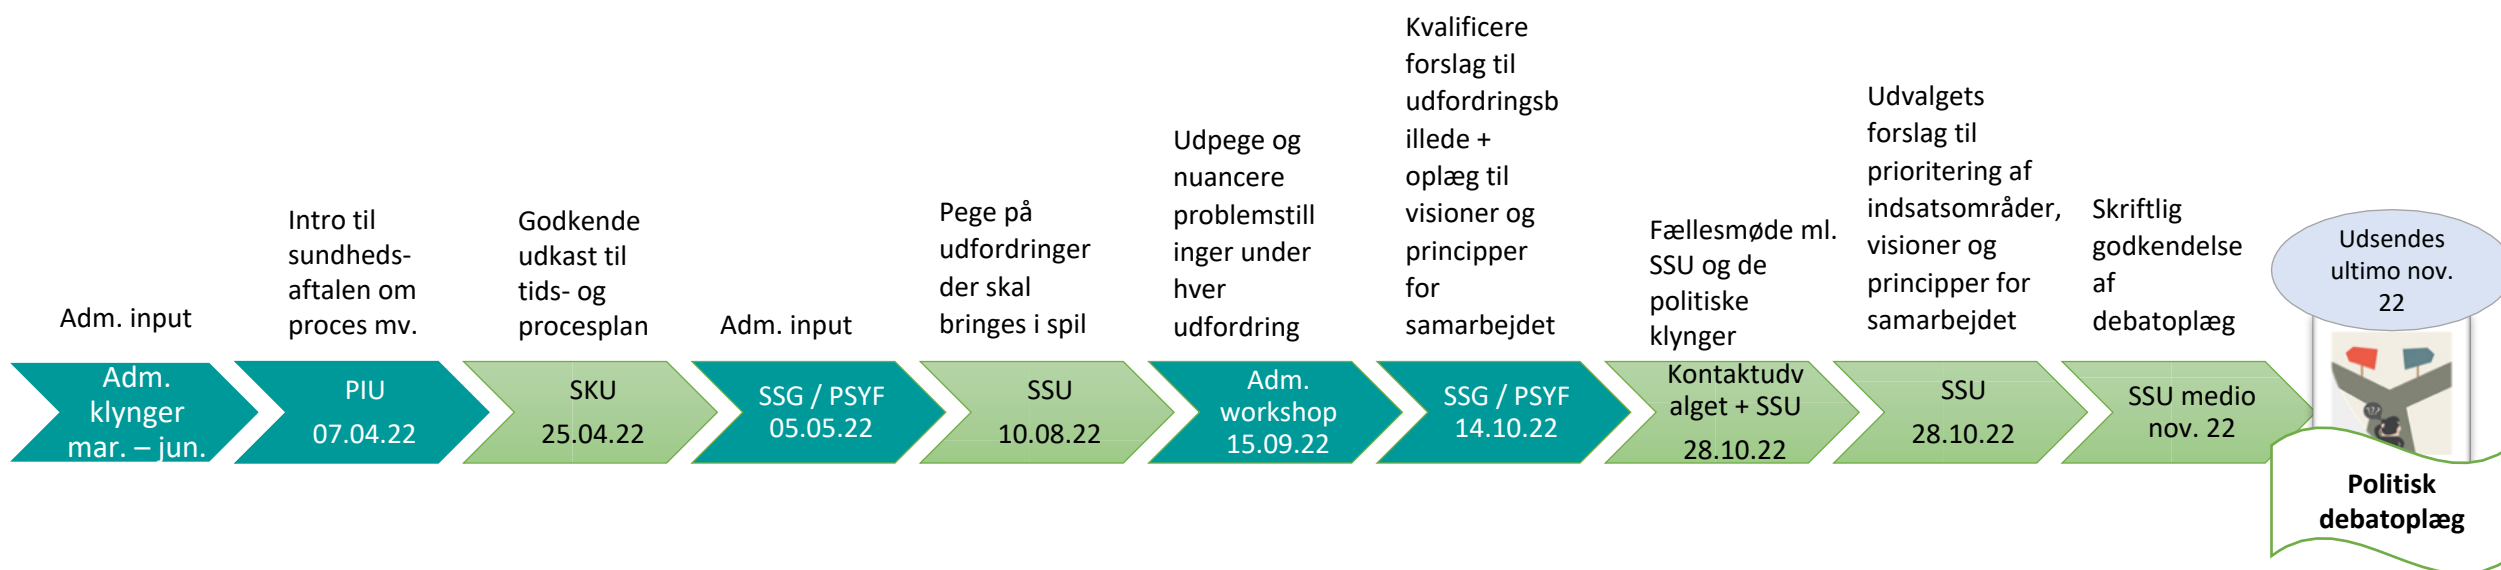 Adm. input
Adm.
klynger
mar. – jun.
Intro til
sundheds-
aftalen om
proces mv.
PIU
07.04.22
Godkende
udkast til
tids- og
procesplan
SKU
25.04.22
Adm. input
SSG / PSYF
05.05.22
Pege på
udfordringer
der skal
bringes i spil
SSU
10.08.22
Udpege og
nuancere
problemstill
inger under
hver
udfordring
Adm.
workshop
15.09.22
Kvalificere
forslag til
udfordringsb
illede +
oplæg til
visioner og
principper
for
samarbejdet
SSG / PSYF
14.10.22
Fællesmøde ml.
SSU og de
politiske
klynger
Kontaktudv
alget + SSU
28.10.22
Udvalgets
forslag til
prioritering af
indsatsområder,
visioner og
principper for
samarbejdet
SSU
28.10.22
Skriftlig
godkendelse
af
debatoplæg
SSU medio
nov. 22
Udsendes
ultimo nov.
22
Politisk
debatoplæg